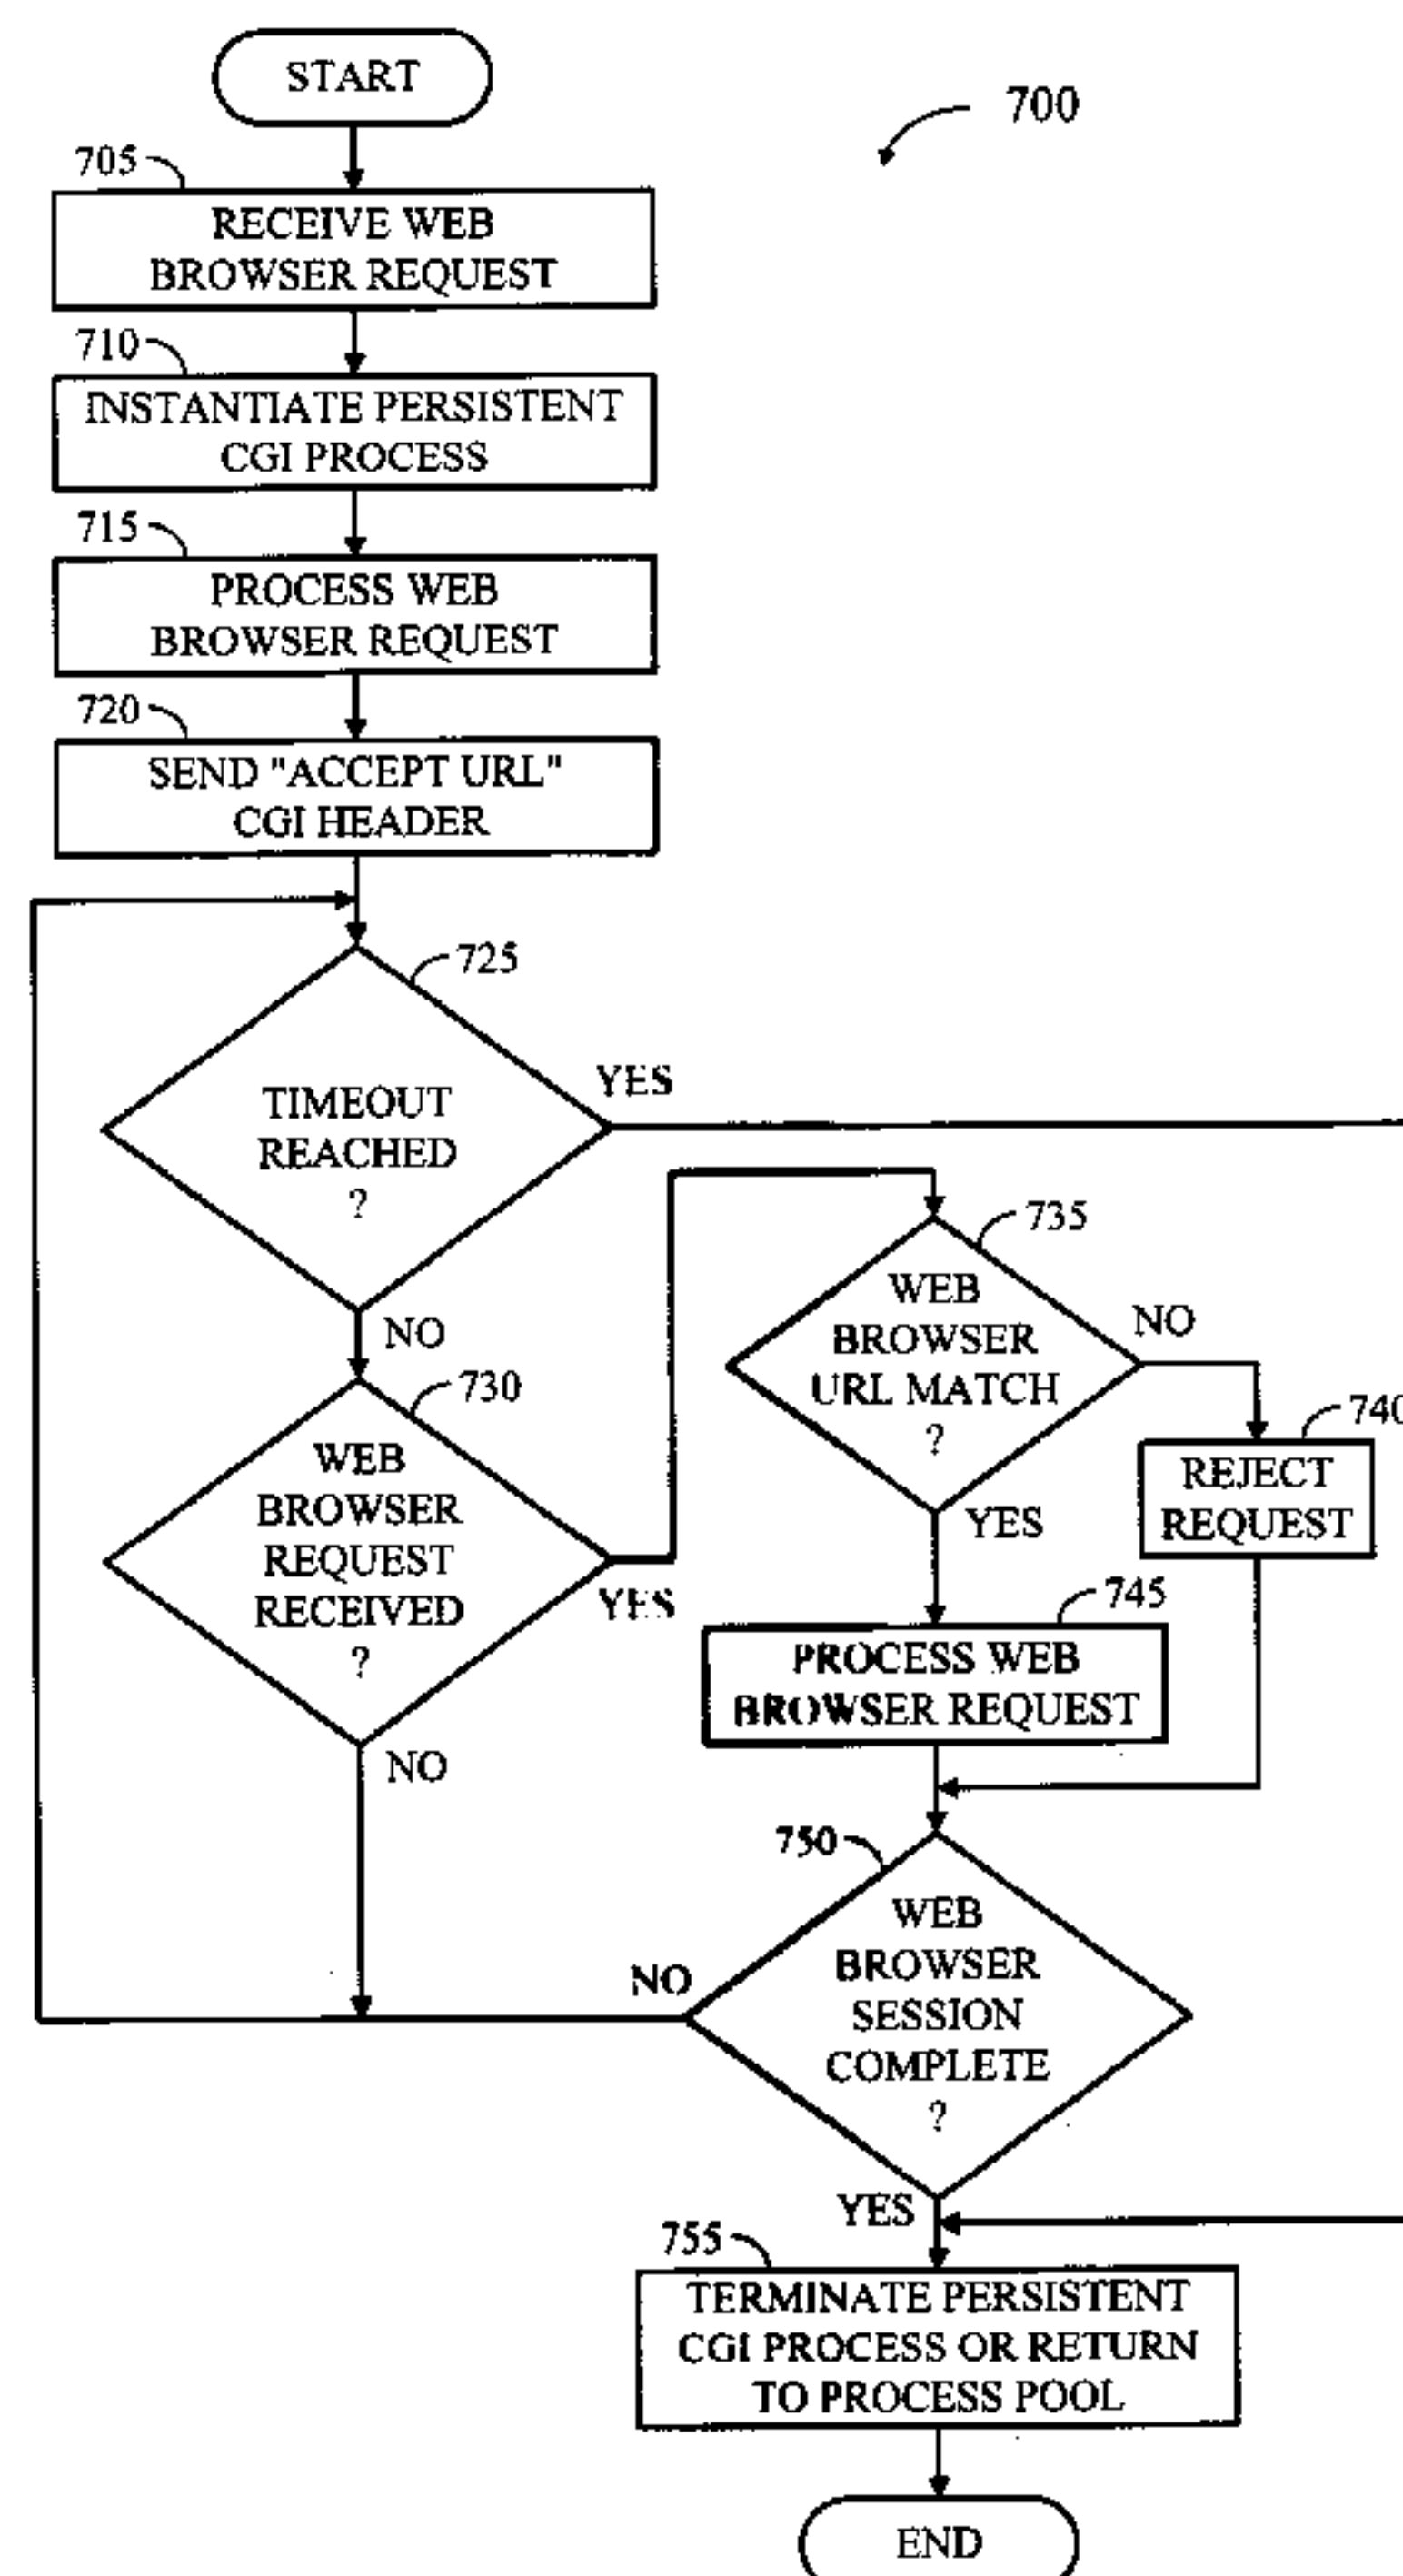 START
700
705
RECEIVE WEB
BROWSER REQUEST
710
INSTANTIATE PERSISTENT
CGI PROCESS
715
PROCESS WEB
BROWSER REQUEST
720
SEND "ACCEPT URL"
CGI HEADER
725
TIMEOUT
REACHED
?
YES
NO
730
WEB
BROWSER
REQUEST
RECEIVED
?
YES
NO
735
WEB
BROWSER
URL MATCH
?
NO
YES
740
REJECT
REQUEST
745
PROCESS WEB
BROWSER REQUEST
750
WEB
BROWSER
SESSION
COMPLETE
?
NO
YES
755
TERMINATE PERSISTENT
CGI PROCESS OR RETURN
TO PROCESS POOL
END